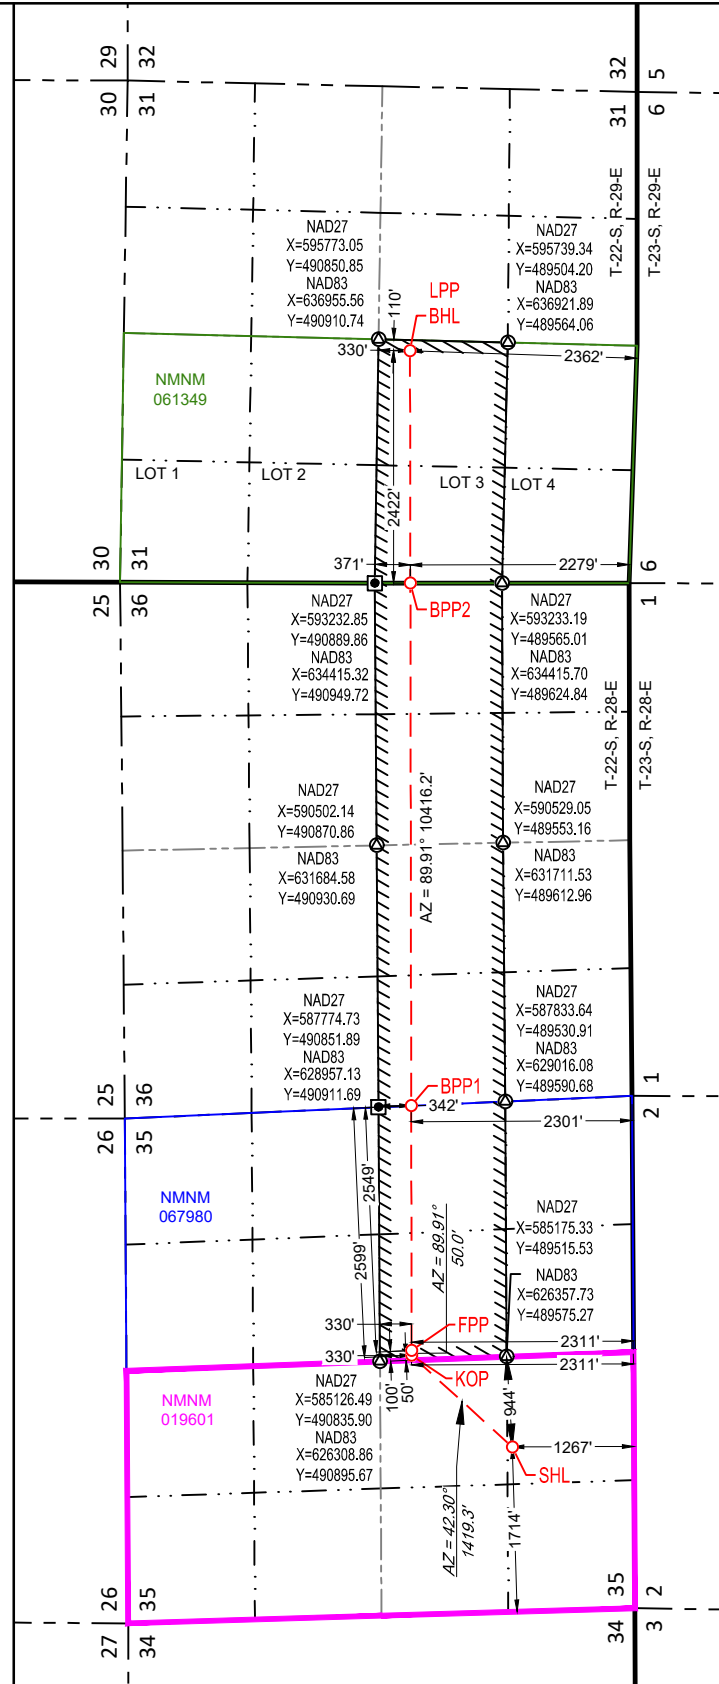 29
32
32
5
30
31
31
6
T-22-S, R-29-E
T-23-S, R-29-E
NAD27
X=595773.05
Y=490850.85
NAD83
X=636955.56
Y=490910.74
NAD27
X=595739.34
Y=489504.20
NAD83
X=636921.89
Y=489564.06
LPP
BHL
110'
330'
2362'
NMNM
061349
LOT 1
LOT 2
LOT 3
LOT 4
2422'
30
31
371'
2279'
6
25
36
BPP2
1
NAD27
X=593232.85
Y=490889.86
NAD83
X=634415.32
Y=490949.72
NAD27
X=593233.19
Y=489565.01
NAD83
X=634415.70
Y=489624.84
T-22-S, R-28-E
T-23-S, R-28-E
NAD27
X=590502.14
Y=490870.86
NAD83
X=631684.58
Y=490930.69
AZ = 89.91° 10416.2'
NAD27
X=590529.05
Y=489553.16
NAD83
X=631711.53
Y=489612.96
NAD27
X=587774.73
Y=490851.89
NAD83
X=628957.13
Y=490911.69
NAD27
X=587833.64
Y=489530.91
NAD83
X=629016.08
Y=489590.68
25
36
BPP1
1
342'
2301'
26
35
2
2549'
2599'
NMNM
067980
AZ = 89.91°
50.0'
NAD27
X=585175.33
Y=489515.53
NAD83
X=626357.73
Y=489575.27
330'
FPP
2311'
330'
2311'
KOP
100'
50'
NMNM
019601
NAD27
X=585126.49
Y=490835.90
NAD83
X=626308.86
Y=490895.67
944'
1267'
SHL
AZ = 42.30°
1419.3'
1714'
26
35
35
2
27
34
34
3